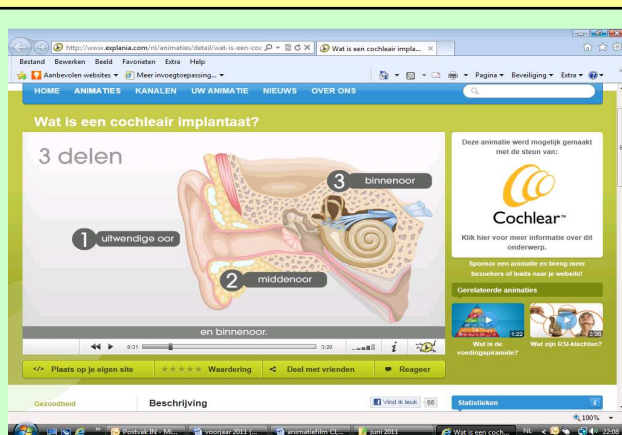 http://www.explania.com/nl/animaties/detail/wat-is-een-coc
Wat is een cochleair impla...
Bestand Bewerken Beeld Favorieten Extra Help
Aanbevolen websites Meer invoegtoepassing...
Pagina Beveiliging Extra
HOME ANIMATIES KANALEN UW ANIMATIE NIEUWS OVER ONS
Wat is een cochleair implantaat?
3 delen
3 binnenoor
1 uitwendige oor
2 middenoor
en binnenoor.
0:31 3:20
</> Plaats op je eigen site Waardering Deel met vrienden Reageer
Deze animatie werd mogelijk gemaakt
met de steun van:
Cochlear™
Klik hier voor meer informatie over dit
onderwerp.
Sponsor een animatie en breng meer
bezoekers of leads naar je website!
Gerelateerde animaties
1:22
Wat is de
voedingspiramide?
Wat zijn RSI-klachten?
Gezondheid
Beschrijving
Vind ik leuk 68
Statistieken i
100%
Postvak IN - Mi...
voorjaar 2011 (...
animatiefilm CI...
juni 2011
Wat is een coch...
NL
22:08